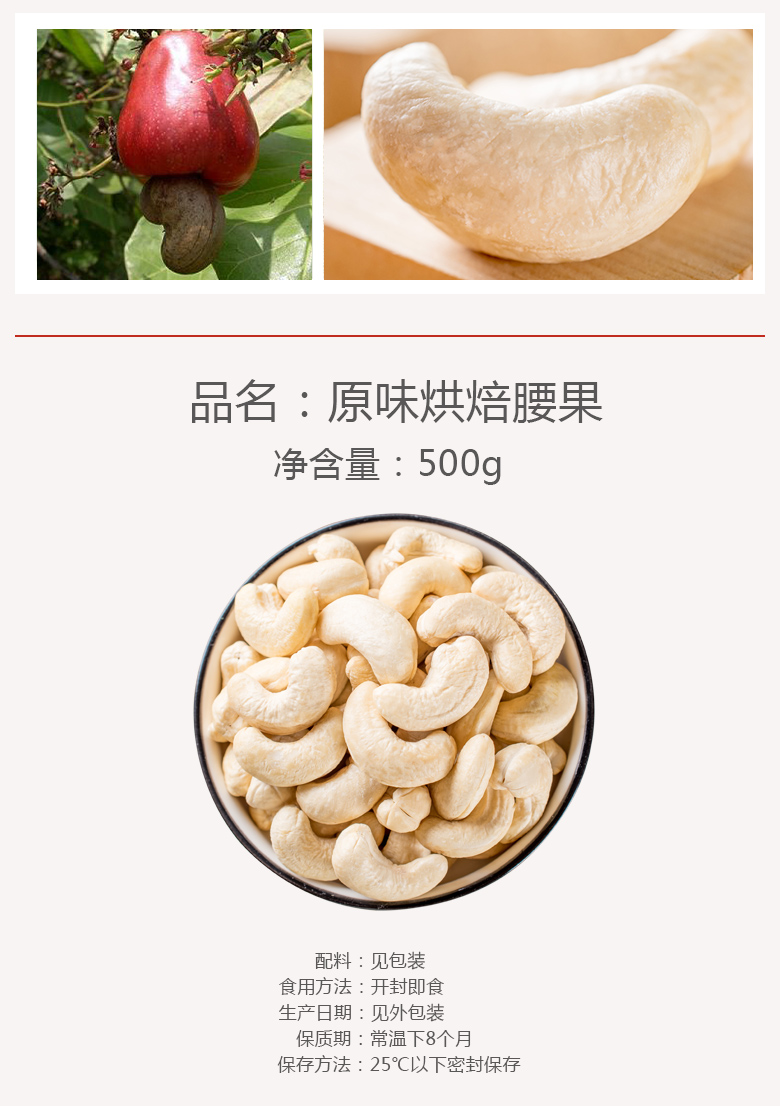 品名：原味烘焙腰果
净含量：500g
配料：见包装
食用方法：开封即食
生产日期：见外包装
保质期：常温下8个月
保存方法：25℃以下密封保存